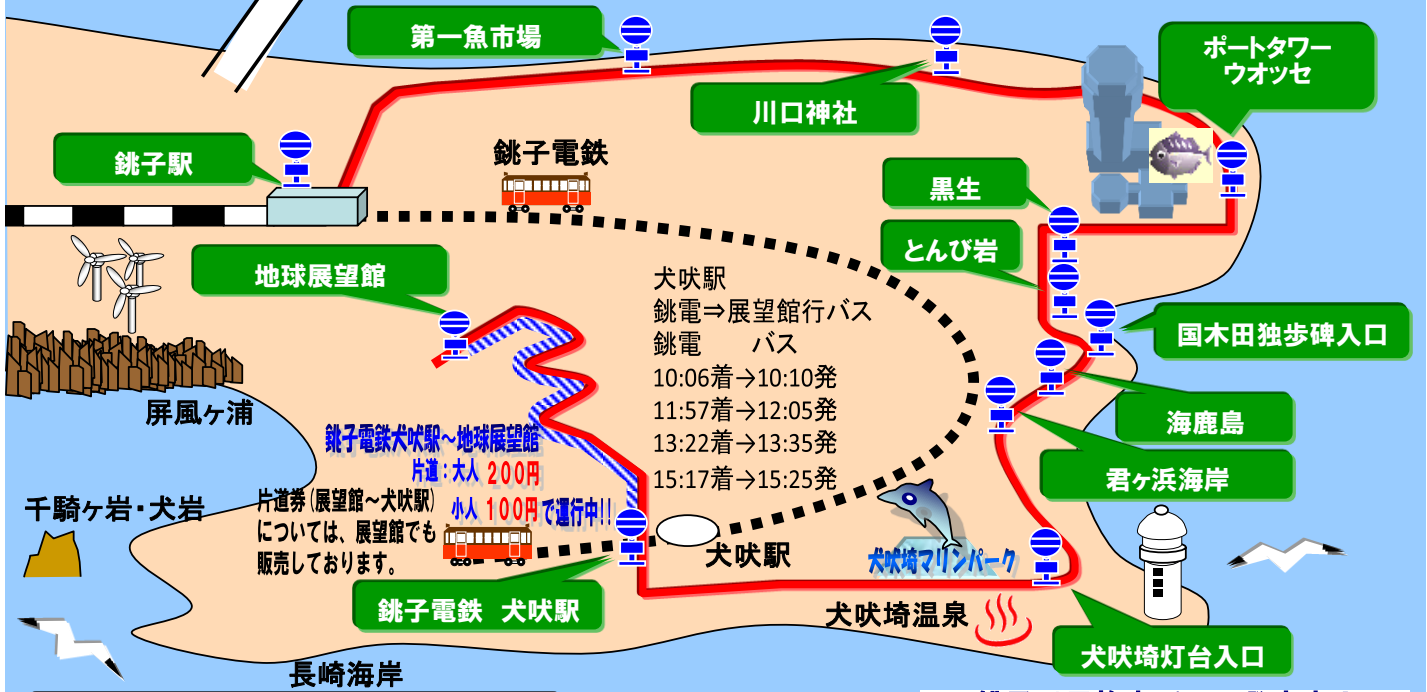 第一魚市場
ポートタワー
ウオッセ
川口神社
銚子駅
銚子電鉄
黒生
とんび岩
地球展望館
犬吠駅
銚電⇒展望館行バス
銚電　　バス
10:06着→10:10発
11:57着→12:05発
13:22着→13:35発
15:17着→15:25発
国木田独歩碑入口
海鹿島
君ヶ浜海岸
屏風ヶ浦
銚子電鉄犬吠駅～地球展望館
片道：大人 200円
小人 100円で運行中!!
片道券(展望館～犬吠駅)
については、展望館でも
販売しております。
千騎ヶ岩・犬岩
犬吠駅
犬吠埼マリンパーク
銚子電鉄　犬吠駅
犬吠埼温泉
犬吠埼灯台入口
長崎海岸